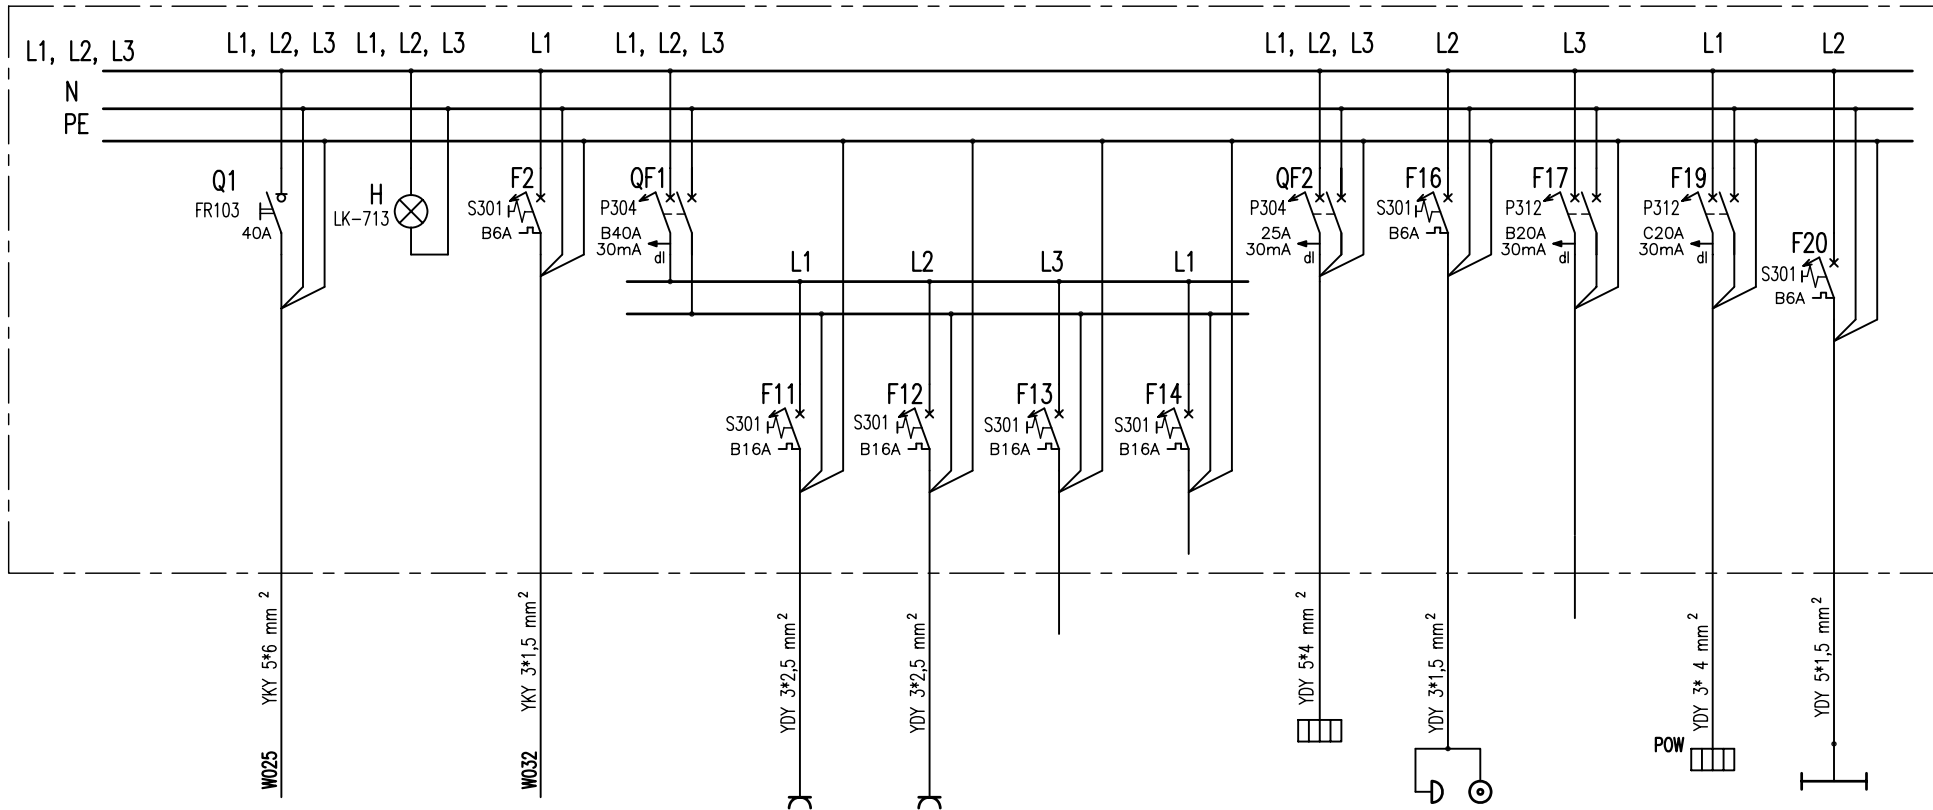 L1, L2, L3
N
PE
L1, L2, L3
L1, L2, L3
L1
L1, L2, L3
L1, L2, L3
L2
L3
L1
L2
Q1
FR103
40A
H
LK-713
F2
S301
B6A
QF1
P304
B40A
30mA
dI
QF2
P304
25A
30mA
dI
F16
S301
B6A
F17
P312
B20A
30mA
dI
F19
P312
C20A
30mA
dI
F20
S301
B6A
L1
L2
L3
L1
F11
S301
B16A
F12
S301
B16A
F13
S301
B16A
F14
S301
B16A
W025 YKY 5*6 mm²
W032 YKY 3*1,5 mm²
YDY 3*2,5 mm²
YDY 3*2,5 mm²
YDY 5*4 mm²
YDY 3*1,5 mm²
YDY 3* 4 mm²
POW
YDY 5*1,5 mm²